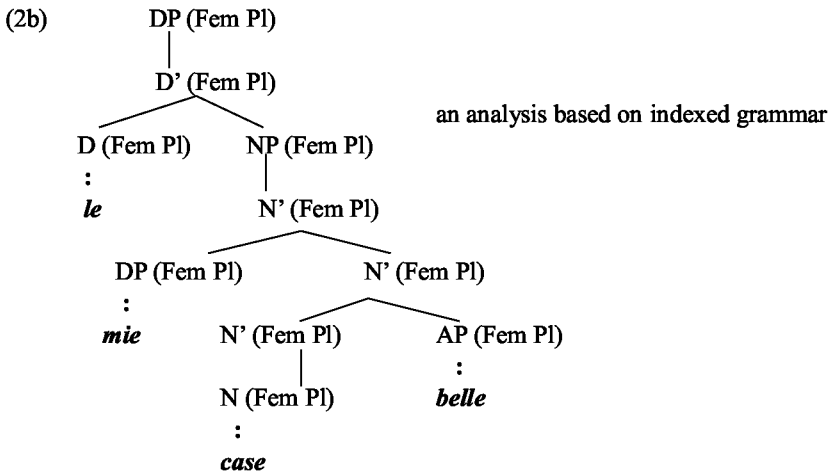 (2b) DP (Fem Pl)
D’ (Fem Pl)
an analysis based on indexed grammar
D (Fem Pl) NP (Fem Pl)
:
le
N’ (Fem Pl)
DP (Fem Pl) N’ (Fem Pl)
:
mie N’ (Fem Pl) AP (Fem Pl)
:
N (Fem Pl) belle
:
case